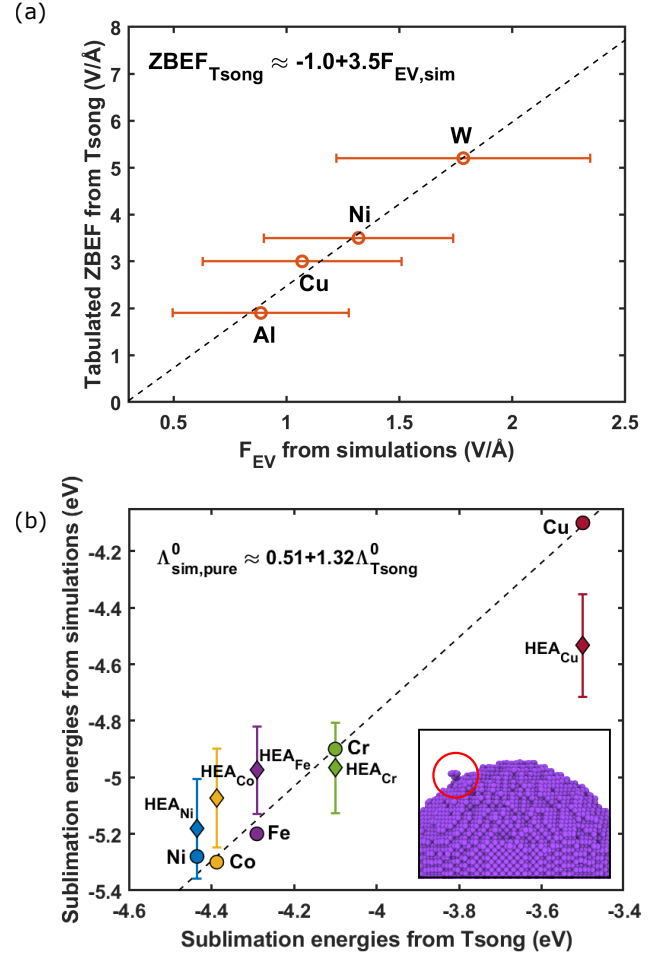 (a)
8
7
6
5
4
3
2
1
0
Tabulated ZBEF from Tsong (V/Å)
ZBEF_Tsong ≈ -1.0+3.5F_EV,sim
W
Ni
Cu
Al
0.5 1 1.5 2 2.5
F_EV from simulations (V/Å)
(b)
-4.2
-4.4
-4.6
-4.8
-5
-5.2
-5.4
Sublimation energies from simulations (eV)
Λ⁰_sim,pure ≈ 0.51+1.32Λ⁰_Tsong
Cu
HEA_Cu
Cr
HEA_Fe
HEA_Co
HEA_Cr
HEA_Ni
Fe
Ni
Co
-4.6 -4.4 -4.2 -4 -3.8 -3.6 -3.4
Sublimation energies from Tsong (eV)